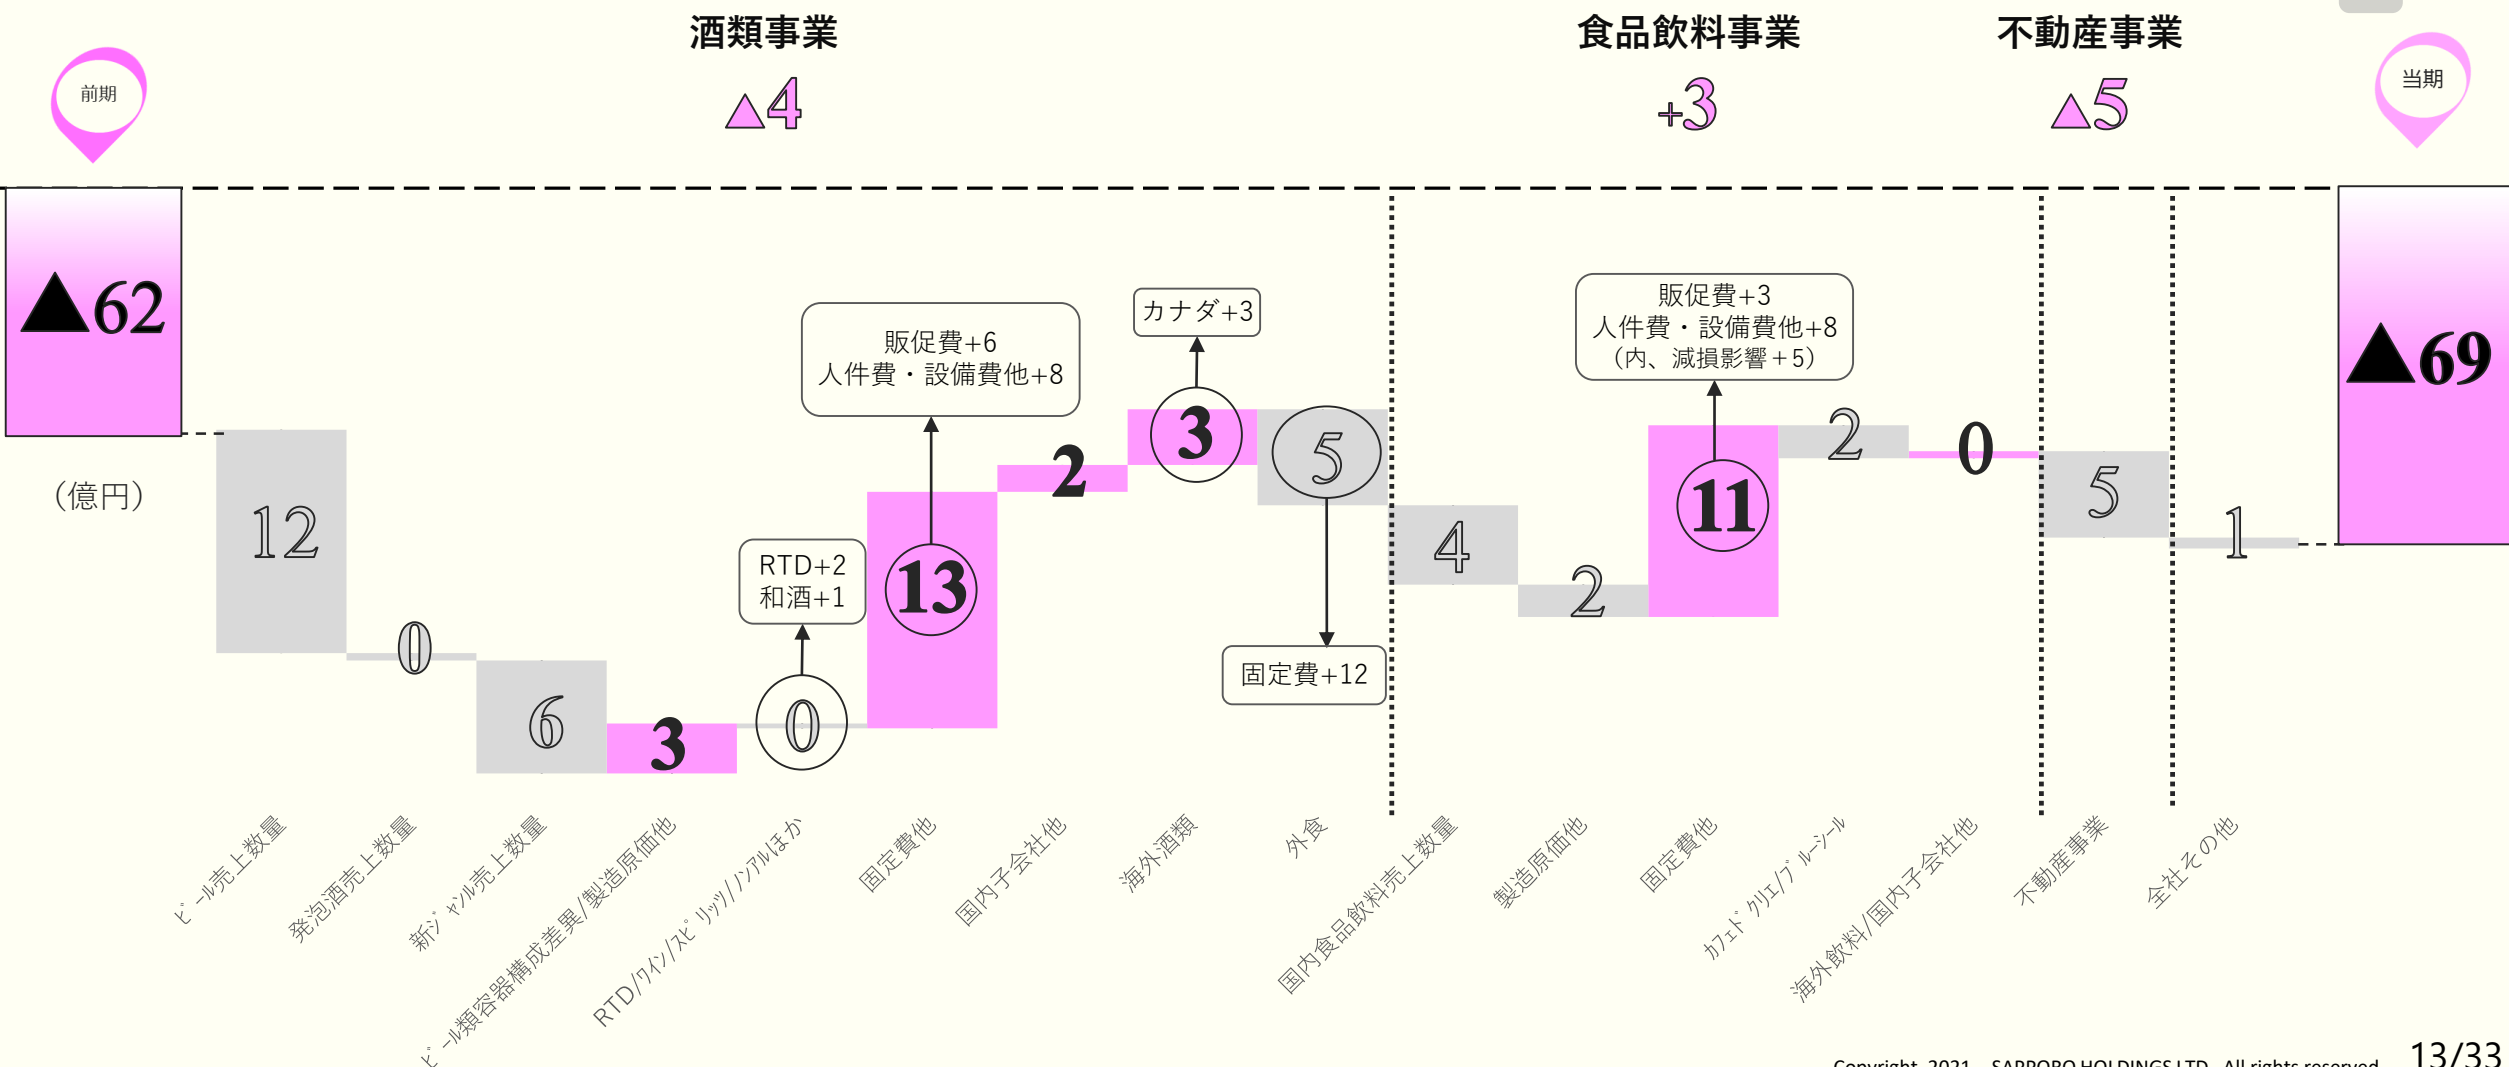 酒類事業
食品飲料事業
不動産事業
前期
▲4
+3
▲5
当期
▲62
▲69
(億円)
販促費+6
人件費・設備費他+8
カナダ+3
販促費+3
人件費・設備費他+8
(内、減損影響+5)
RTD+2
和酒+1
固定費+12
12
0
6
3
0
13
2
3
5
4
2
11
2
0
5
1
ビール売上数量
発泡酒売上数量
新ジャンル売上数量
ビール類容器構成差異/製造原価他
RTD/ワイン/スピリッツ/ノンアルほか
固定費他
国内子会社他
海外酒類
外食
国内食品飲料売上数量
製造原価他
固定費他
カフェドクリエ/ブルーシール
海外飲料/国内子会社他
不動産事業
全社その他
Copyright, 2021 SAPPORO HOLDINGS LTD. All rights reserved.
13/33